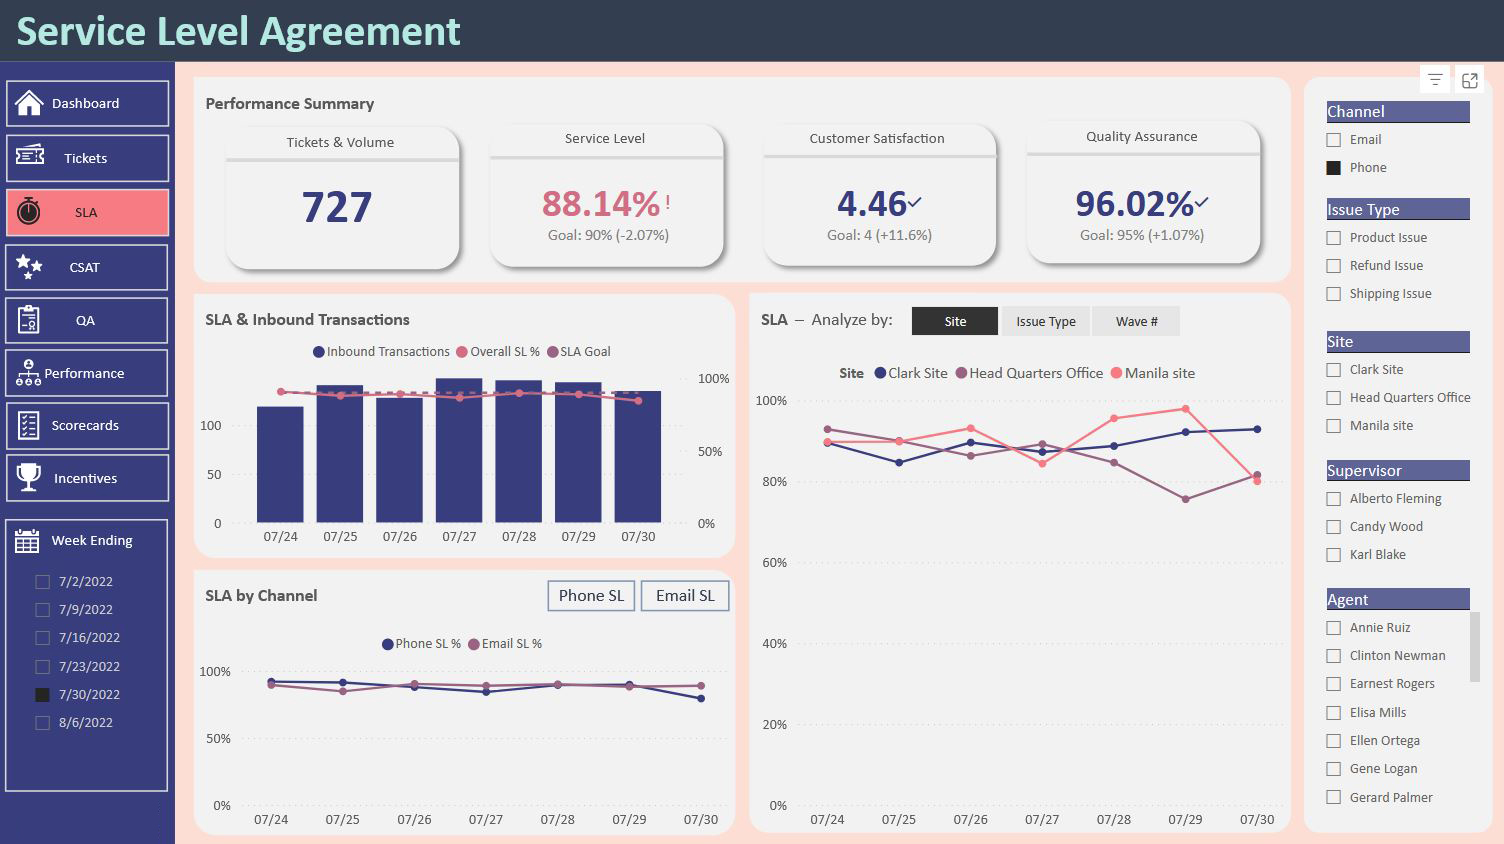 Service Level Agreement
Dashboard
Tickets
SLA
CSAT
QA
Performance
Scorecards
Incentives
Week Ending
7/2/2022
7/9/2022
7/16/2022
7/23/2022
7/30/2022
8/6/2022
Performance Summary
Tickets & Volume
727
Service Level
88.14% !
Goal: 90% (-2.07%)
Customer Satisfaction
4.46
Goal: 4 (+11.6%)
Quality Assurance
96.02%
Goal: 95% (+1.07%)
SLA & Inbound Transactions
Inbound Transactions Overall SL % SLA Goal
100%
100
50%
50
0 0%
07/24 07/25 07/26 07/27 07/28 07/29 07/30
SLA by Channel
Phone SL Email SL
Phone SL % Email SL %
100%
50%
0%
07/24 07/25 07/26 07/27 07/28 07/29 07/30
SLA – Analyze by: Site Issue Type Wave #
Site Clark Site Head Quarters Office Manila site
100%
80%
60%
40%
20%
0%
07/24 07/25 07/26 07/27 07/28 07/29 07/30
Channel
Email
Phone
Issue Type
Product Issue
Refund Issue
Shipping Issue
Site
Clark Site
Head Quarters Office
Manila site
Supervisor
Alberto Fleming
Candy Wood
Karl Blake
Agent
Annie Ruiz
Clinton Newman
Earnest Rogers
Elisa Mills
Ellen Ortega
Gene Logan
Gerard Palmer